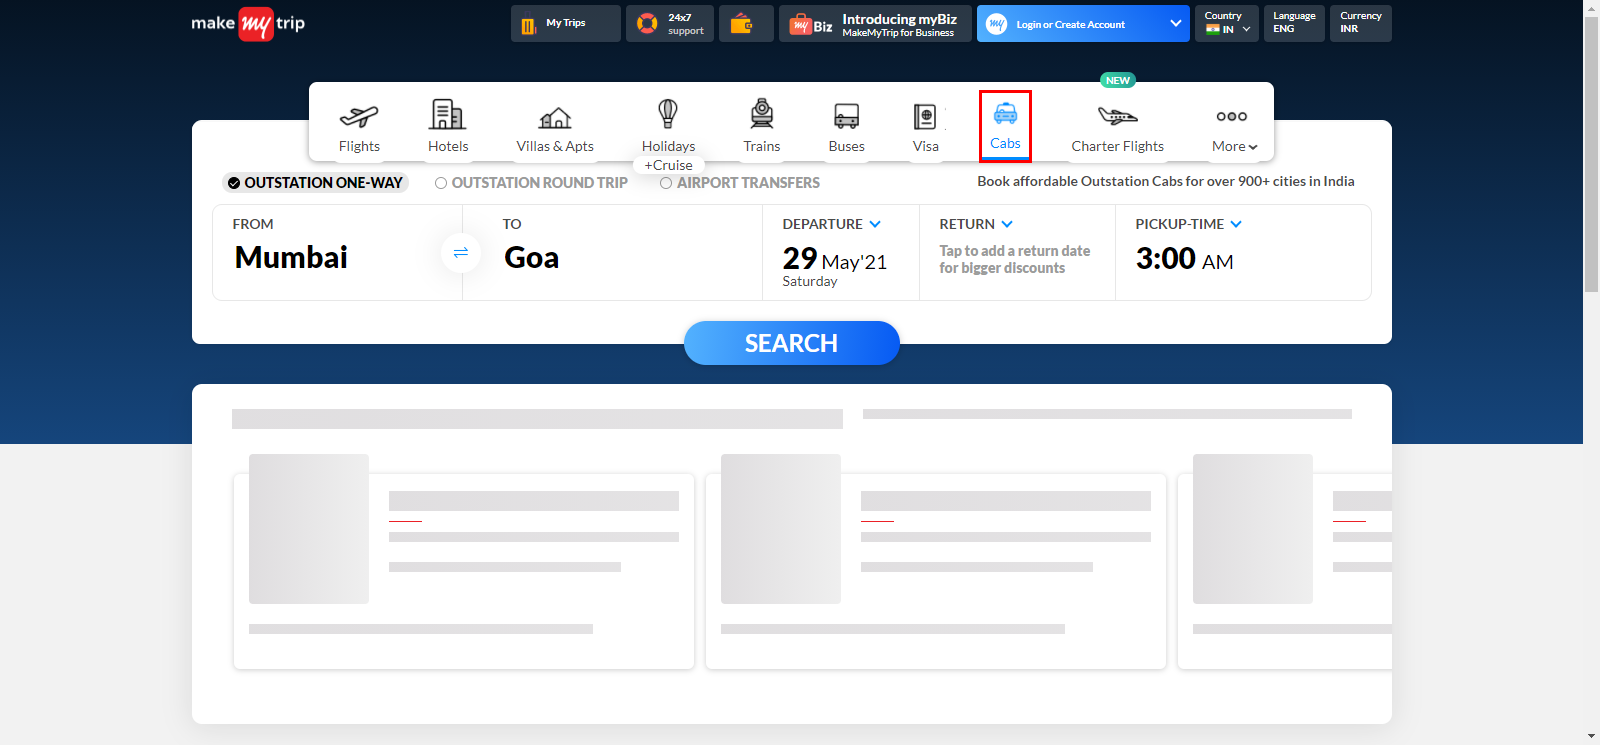 make my trip
My Trips
24x7
support
my Biz
Introducing myBiz
MakeMyTrip for Business
my
Login or Create Account
Country
IN
Language
ENG
Currency
INR
NEW
Flights
Hotels
Villas & Apts
Holidays
+Cruise
Trains
Buses
Visa
Cabs
Charter Flights
More
OUTSTATION ONE-WAY
OUTSTATION ROUND TRIP
AIRPORT TRANSFERS
Book affordable Outstation Cabs for over 900+ cities in India
FROM
Mumbai
TO
Goa
DEPARTURE
29 May'21
Saturday
RETURN
Tap to add a return date
for bigger discounts
PICKUP-TIME
3:00 AM
SEARCH